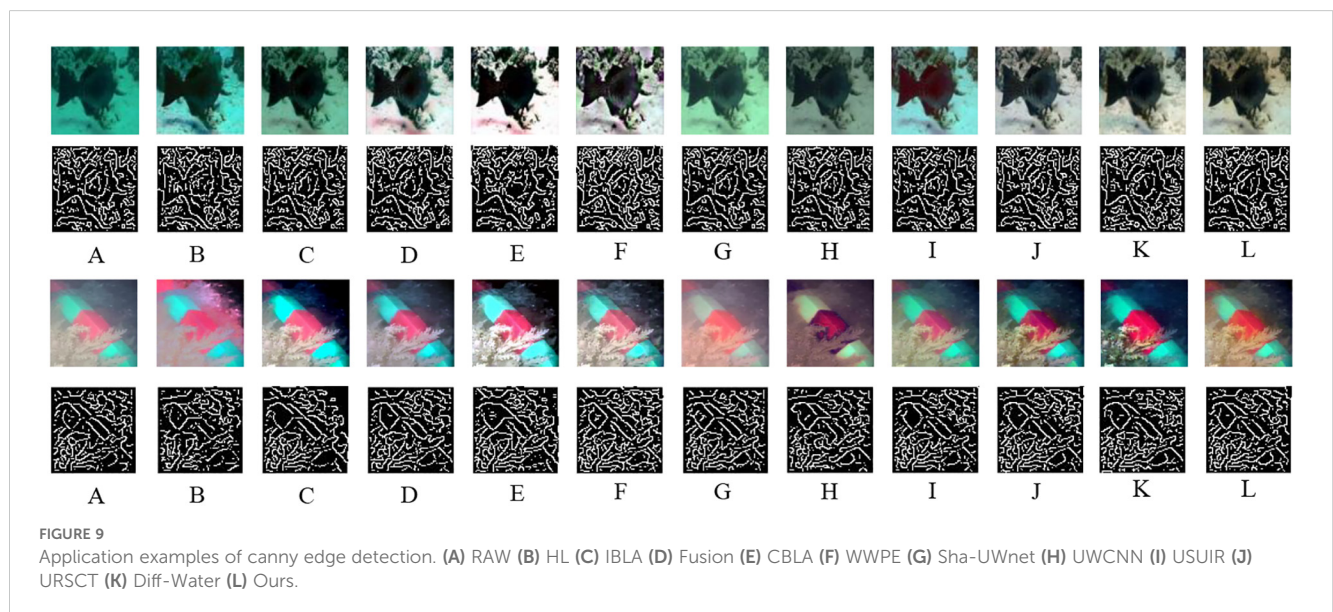 A B C D E F G H I J K L
A B C D E F G H I J K L
FIGURE 9
Application examples of canny edge detection. (A) RAW (B) HL (C) IBLA (D) Fusion (E) CBLA (F) WWPE (G) Sha-UWnet (H) UWCNN (I) USUIR (J)
URSCT (K) Diff-Water (L) Ours.